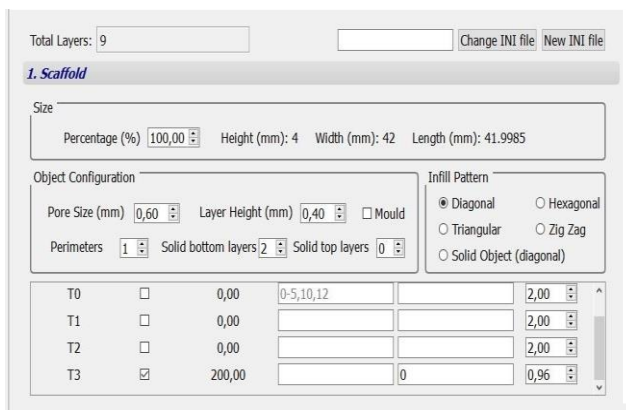 Total Layers: 9 Change INI file New INI file
1. Scaffold
Size
Percentage (%) 100,00 Height (mm): 4 Width (mm): 42 Length (mm): 41.9985
Object Configuration
Pore Size (mm) 0,60 Layer Height (mm) 0,40 Mould
Perimeters 1 Solid bottom layers 2 Solid top layers 0
Infill Pattern
Diagonal Hexagonal
Triangular Zig Zag
Solid Object (diagonal)
T0 0,00 0-5,10,12 2,00
T1 0,00 2,00
T2 0,00 2,00
T3 200,00 0 0,96